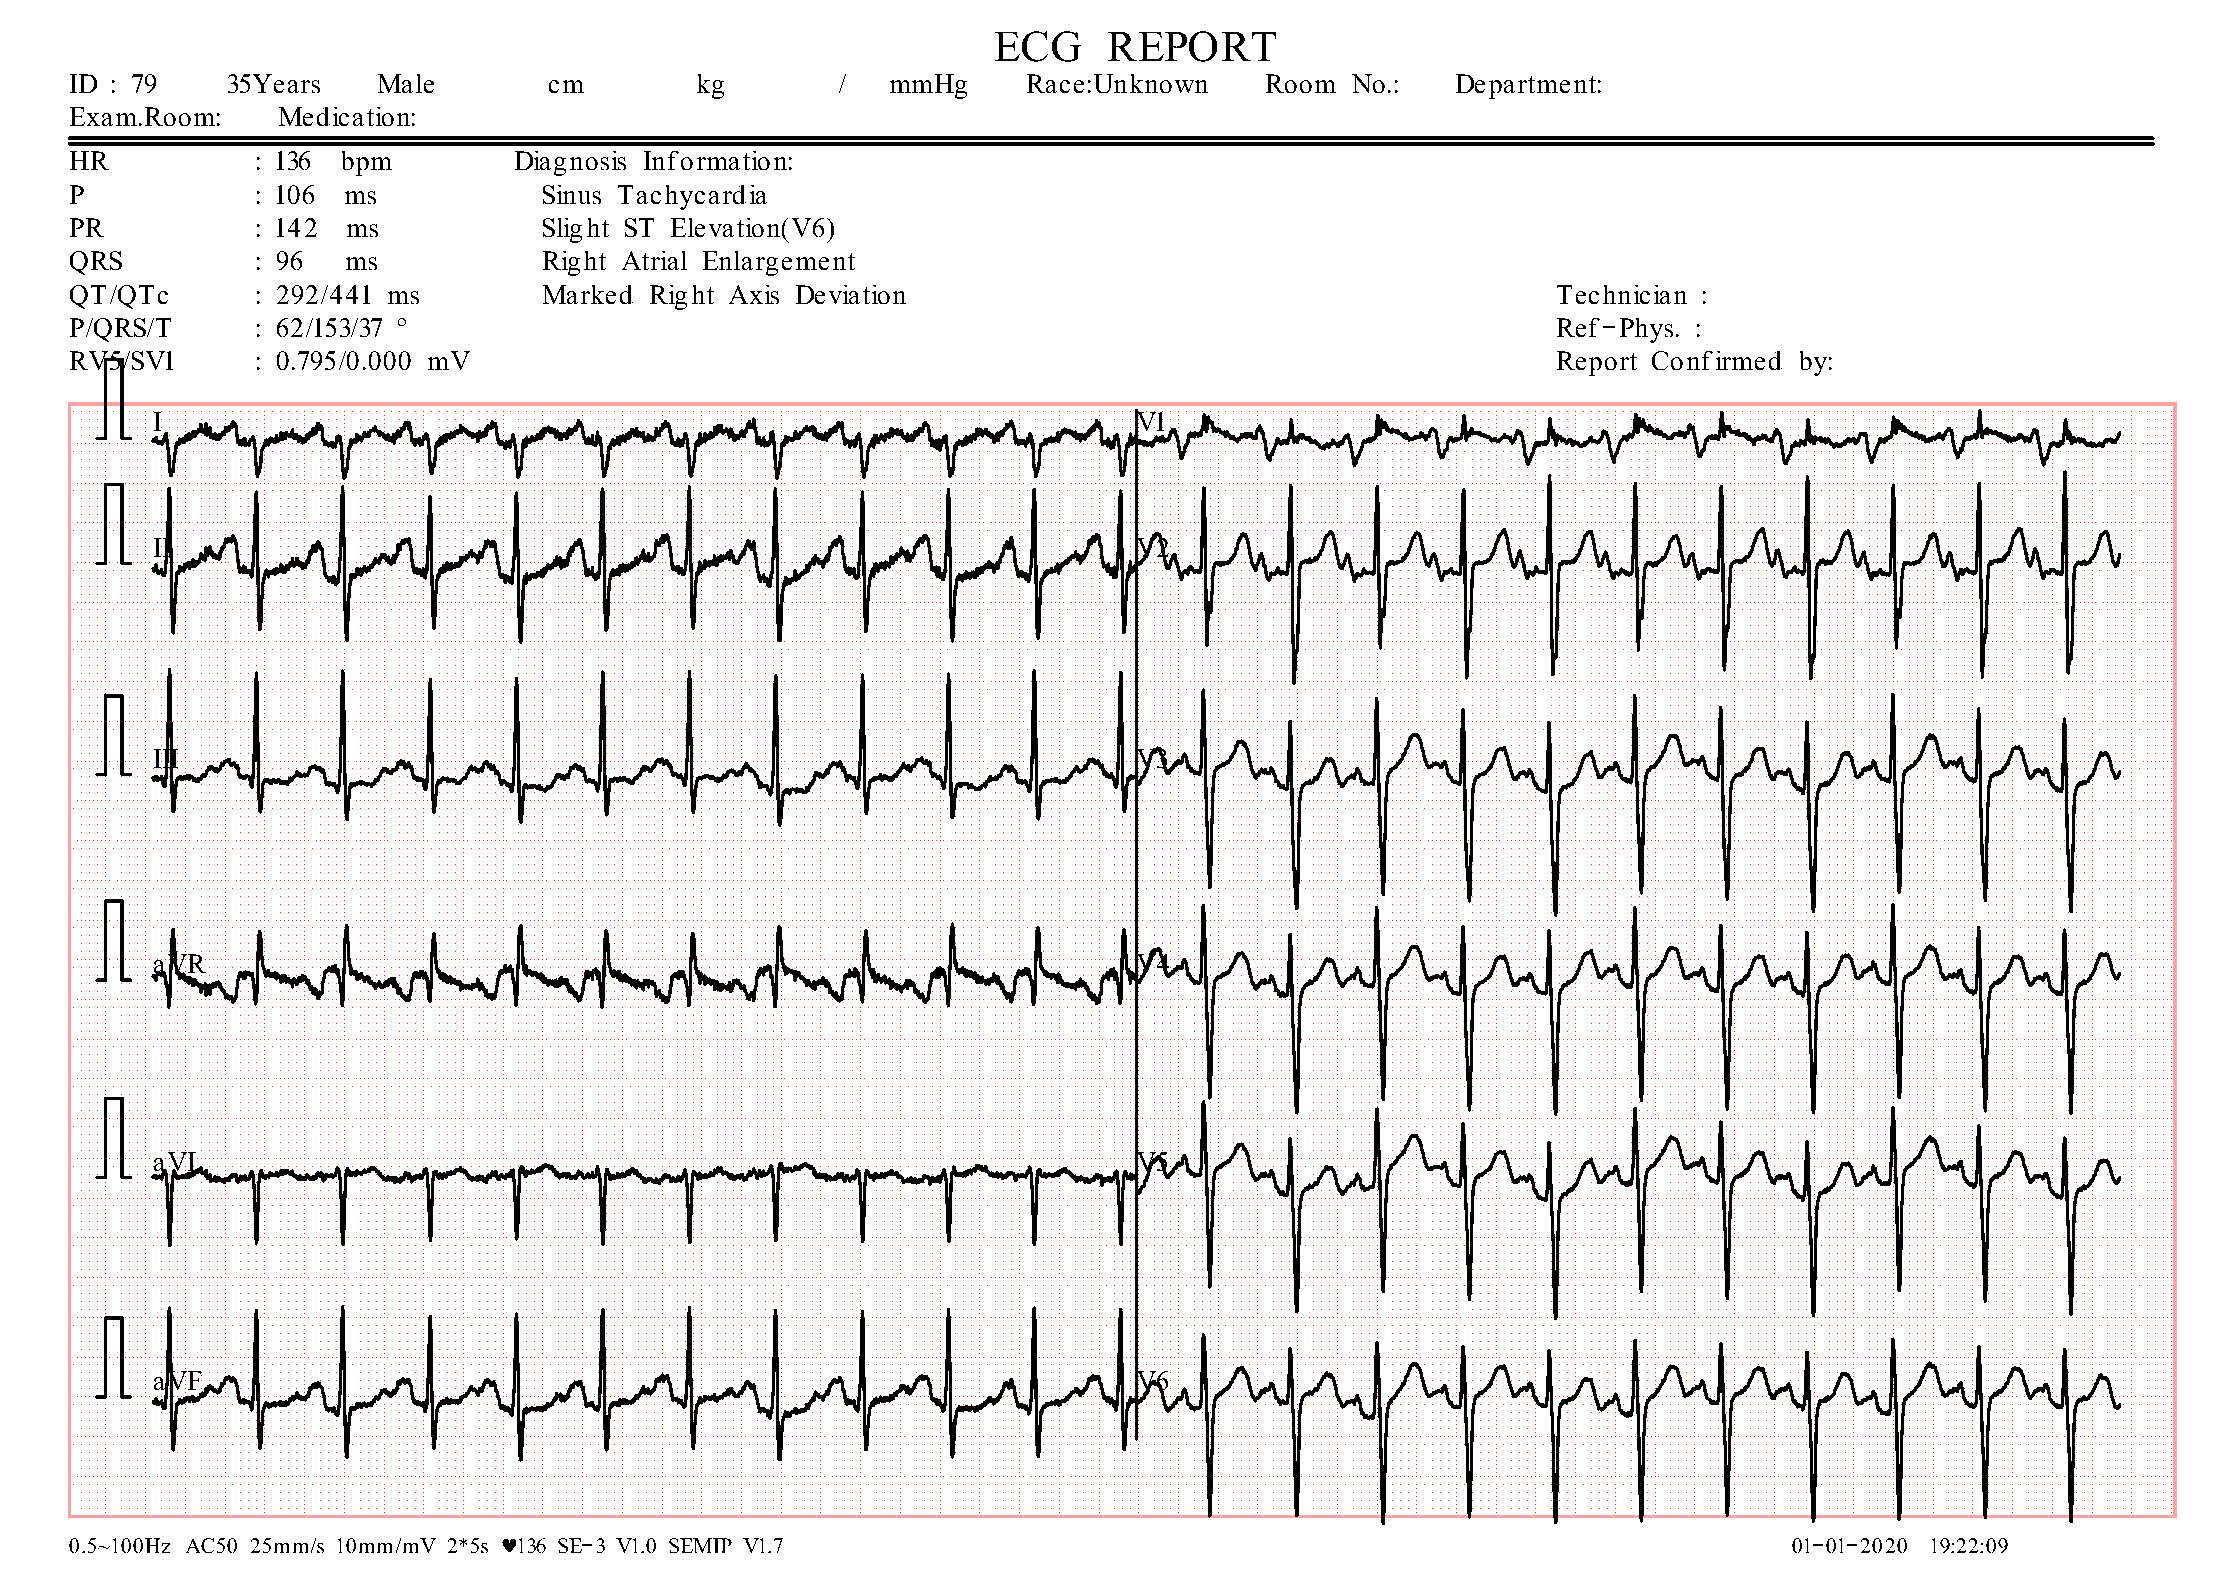 ECG REPORT
ID : 79 35Years Male cm kg / mmHg Race:Unknown Room No.: Department:
Exam.Room: Medication:
HR : 136 bpm Diagnosis Information:
P : 106 ms Sinus Tachycardia
PR : 142 ms Slight ST Elevation(V6)
QRS : 96 ms Right Atrial Enlargement
QT/QTc : 292/441 ms Marked Right Axis Deviation Technician :
P/QRS/T : 62/153/37 ° Ref-Phys. :
RV5/SV1 : 0.795/0.000 mV Report Confirmed by:
I V1
II V2
III V3
aVR V4
aVL V5
aVF V6
0.5~100Hz AC50 25mm/s 10mm/mV 2*5s ♥136 SE-3 V1.0 SEMIP V1.7 01-01-2020 19:22:09